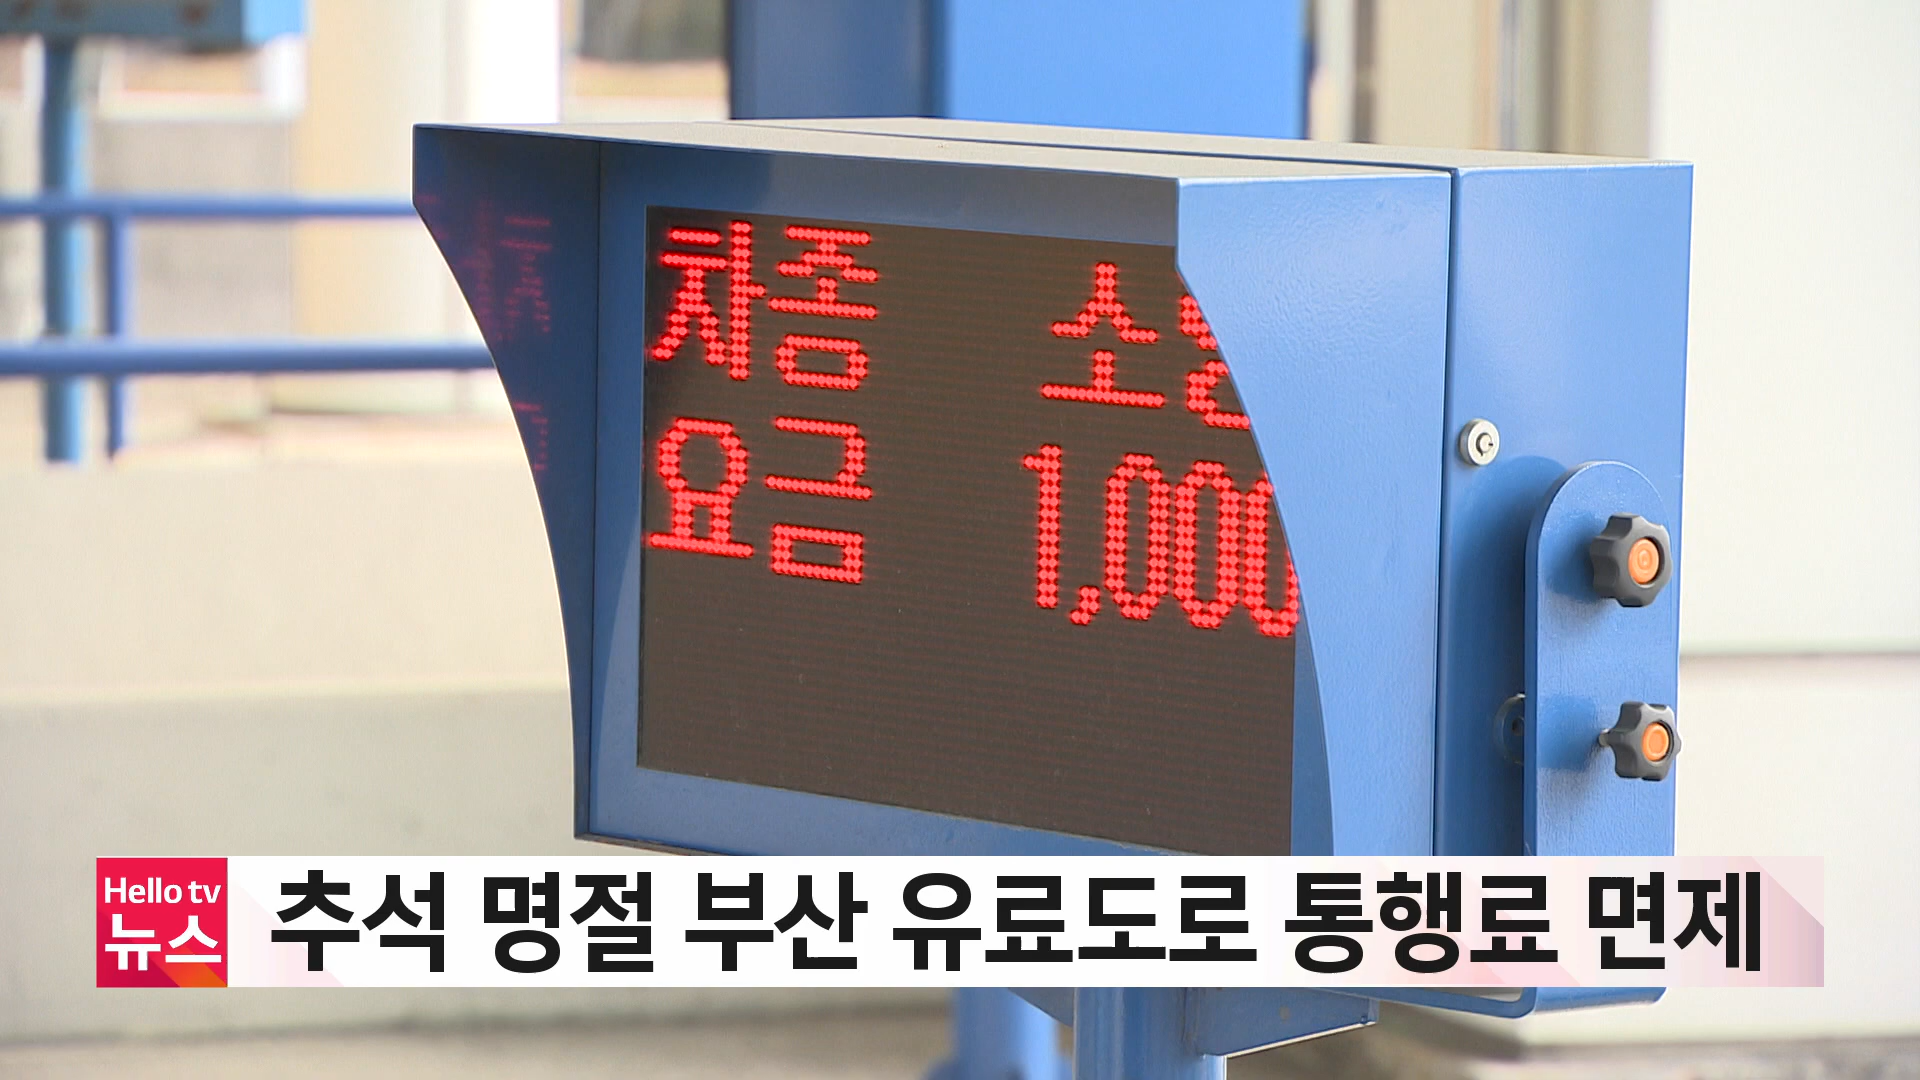 차종 소형
요금 1,000
Hello tv
뉴스
추석 명절 부산 유료도로 통행료 면제